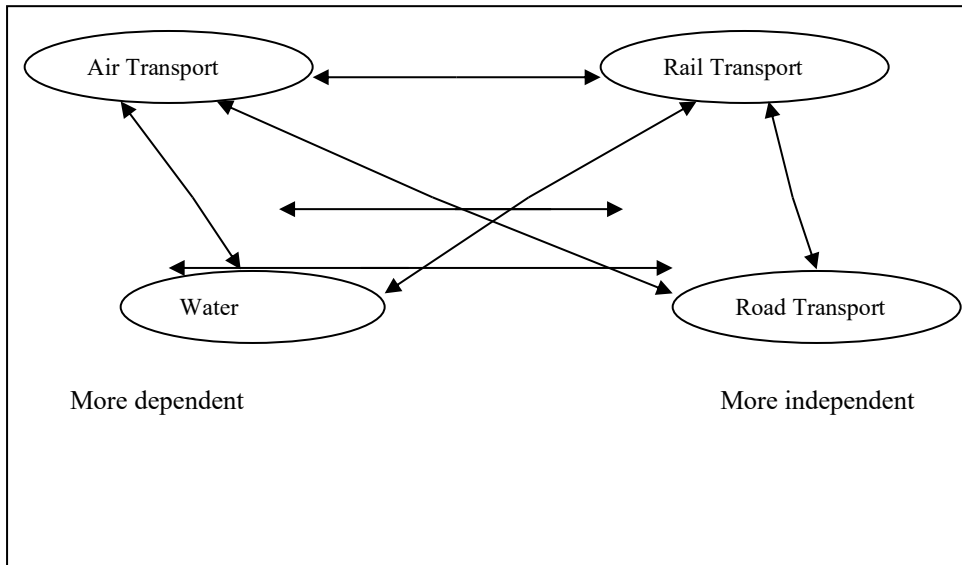 Air Transport
Rail Transport
Water
Road Transport
More dependent
More independent